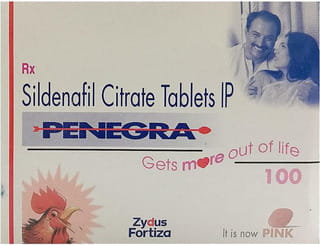 Rx
Sildenafil Citrate Tablets IP
PENEGRA
Gets more out of life
100
Zydus
Fortiza
It is now PINK